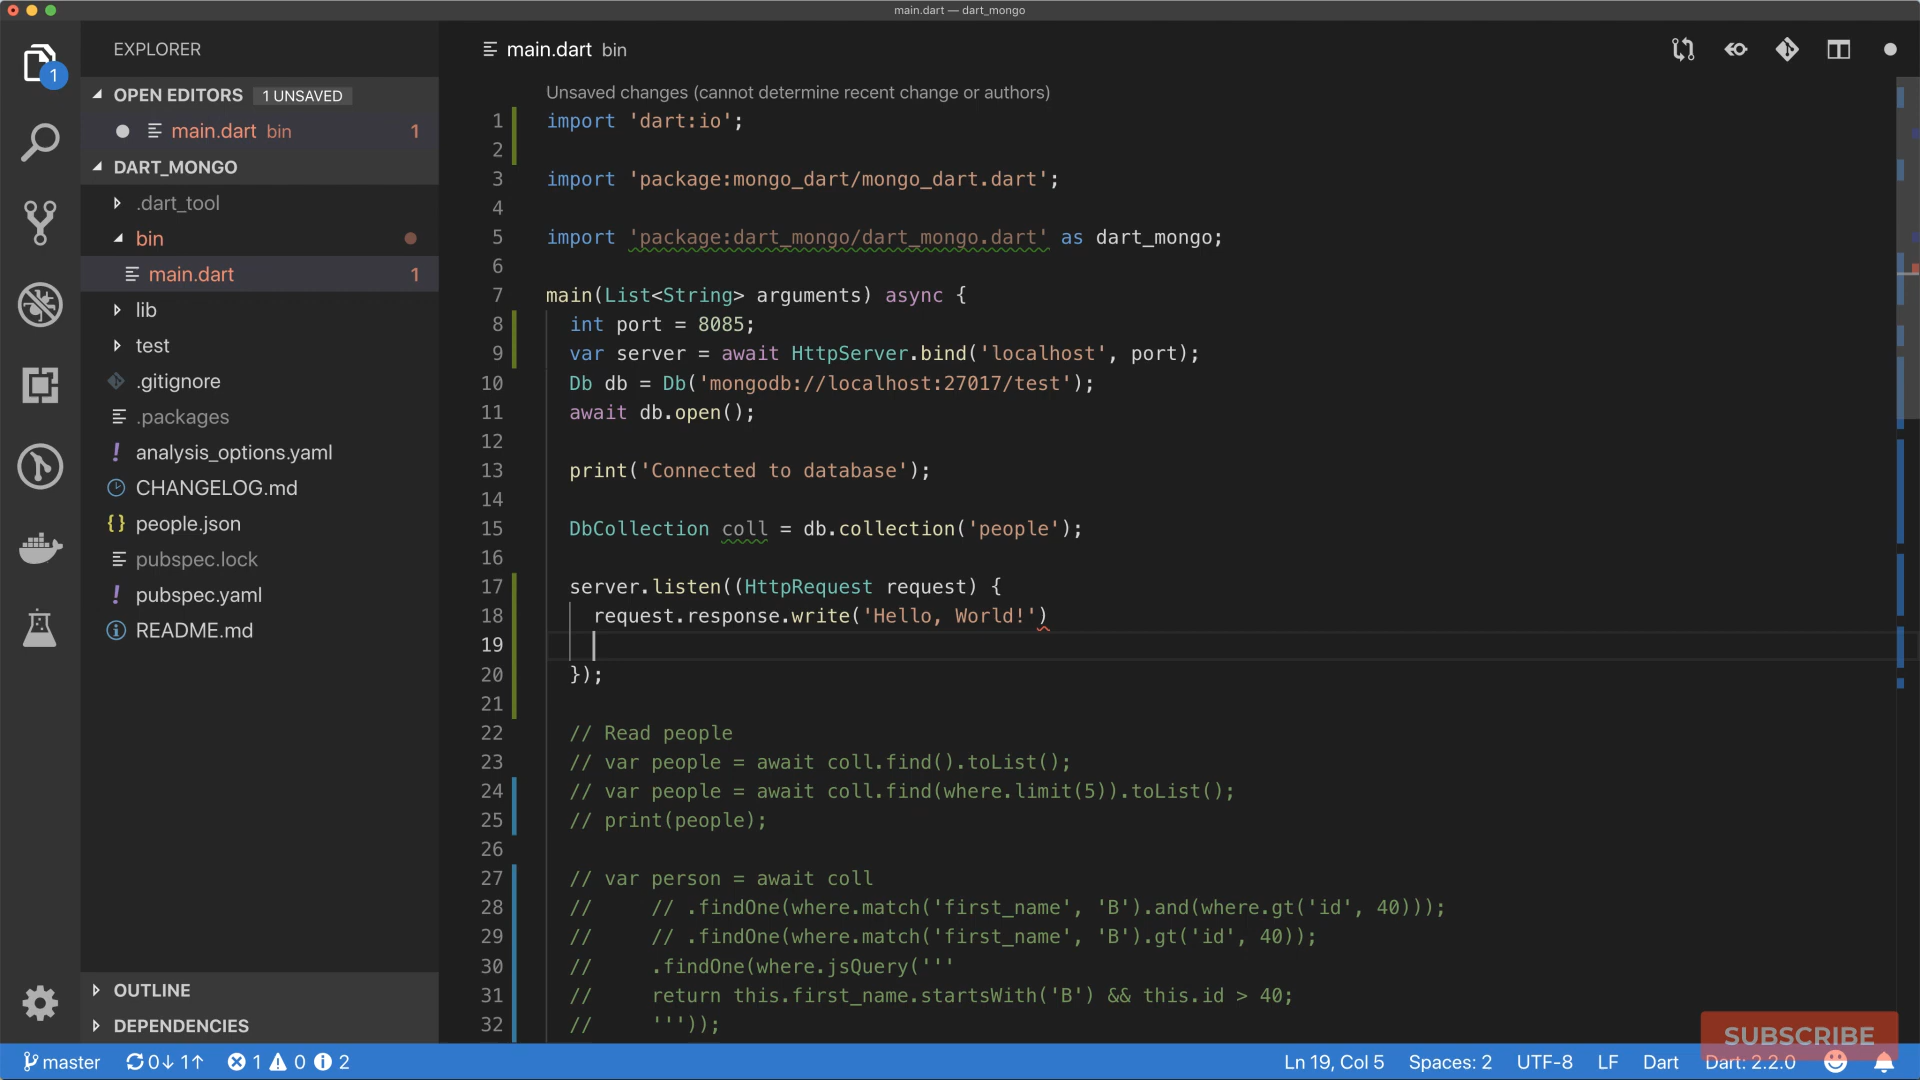 main.dart — dart_mongo
EXPLORER
1
OPEN EDITORS 1 UNSAVED
main.dart bin 1
DART_MONGO
.dart_tool
bin
main.dart 1
lib
test
.gitignore
.packages
! analysis_options.yaml
CHANGELOG.md
{} people.json
pubspec.lock
! pubspec.yaml
README.md
OUTLINE
DEPENDENCIES
main.dart bin
Unsaved changes (cannot determine recent change or authors)
1 import 'dart:io';
2
3 import 'package:mongo_dart/mongo_dart.dart';
4
5 import 'package:dart_mongo/dart_mongo.dart' as dart_mongo;
6
7 main(List<String> arguments) async {
8   int port = 8085;
9   var server = await HttpServer.bind('localhost', port);
10   Db db = Db('mongodb://localhost:27017/test');
11   await db.open();
12
13   print('Connected to database');
14
15   DbCollection coll = db.collection('people');
16
17   server.listen((HttpRequest request) {
18     request.response.write('Hello, World!')
19
20   });
21
22   // Read people
23   // var people = await coll.find().toList();
24   // var people = await coll.find(where.limit(5)).toList();
25   // print(people);
26
27   // var person = await coll
28   //     // .findOne(where.match('first_name', 'B').and(where.gt('id', 40)));
29   //     // .findOne(where.match('first_name', 'B').gt('id', 40));
30   //     .findOne(where.jsQuery('''
31   //     return this.first_name.startsWith('B') && this.id > 40;
32   //     '''));
SUBSCRIBE
master 0↓ 1↑ 1 0 2 Ln 19, Col 5 Spaces: 2 UTF-8 LF Dart Dart: 2.2.0